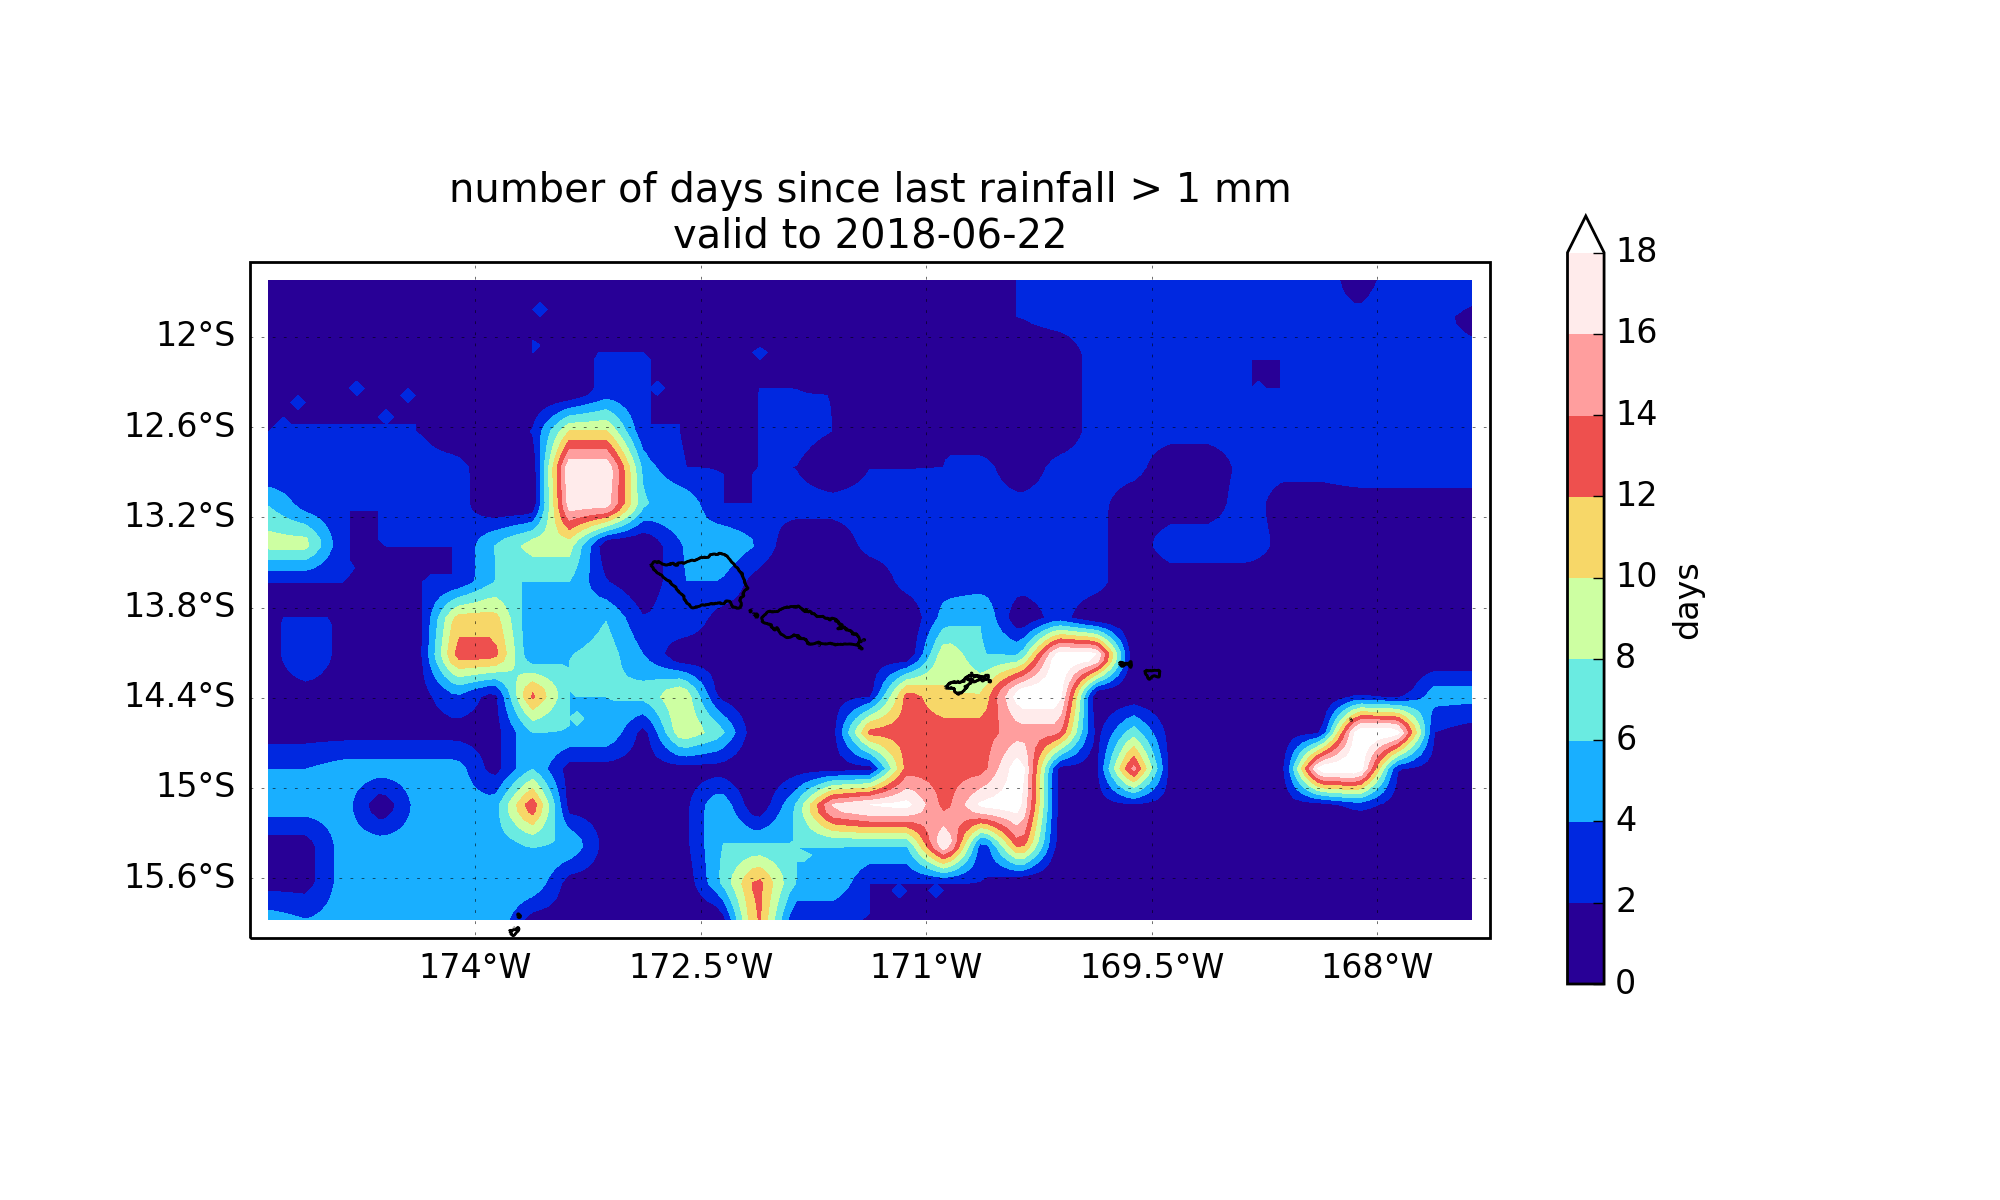 number of days since last rainfall > 1 mm
valid to 2018-06-22
12°S
12.6°S
13.2°S
13.8°S
14.4°S
15°S
15.6°S
174°W
172.5°W
171°W
169.5°W
168°W
18
16
14
12
10
8
6
4
2
0
days